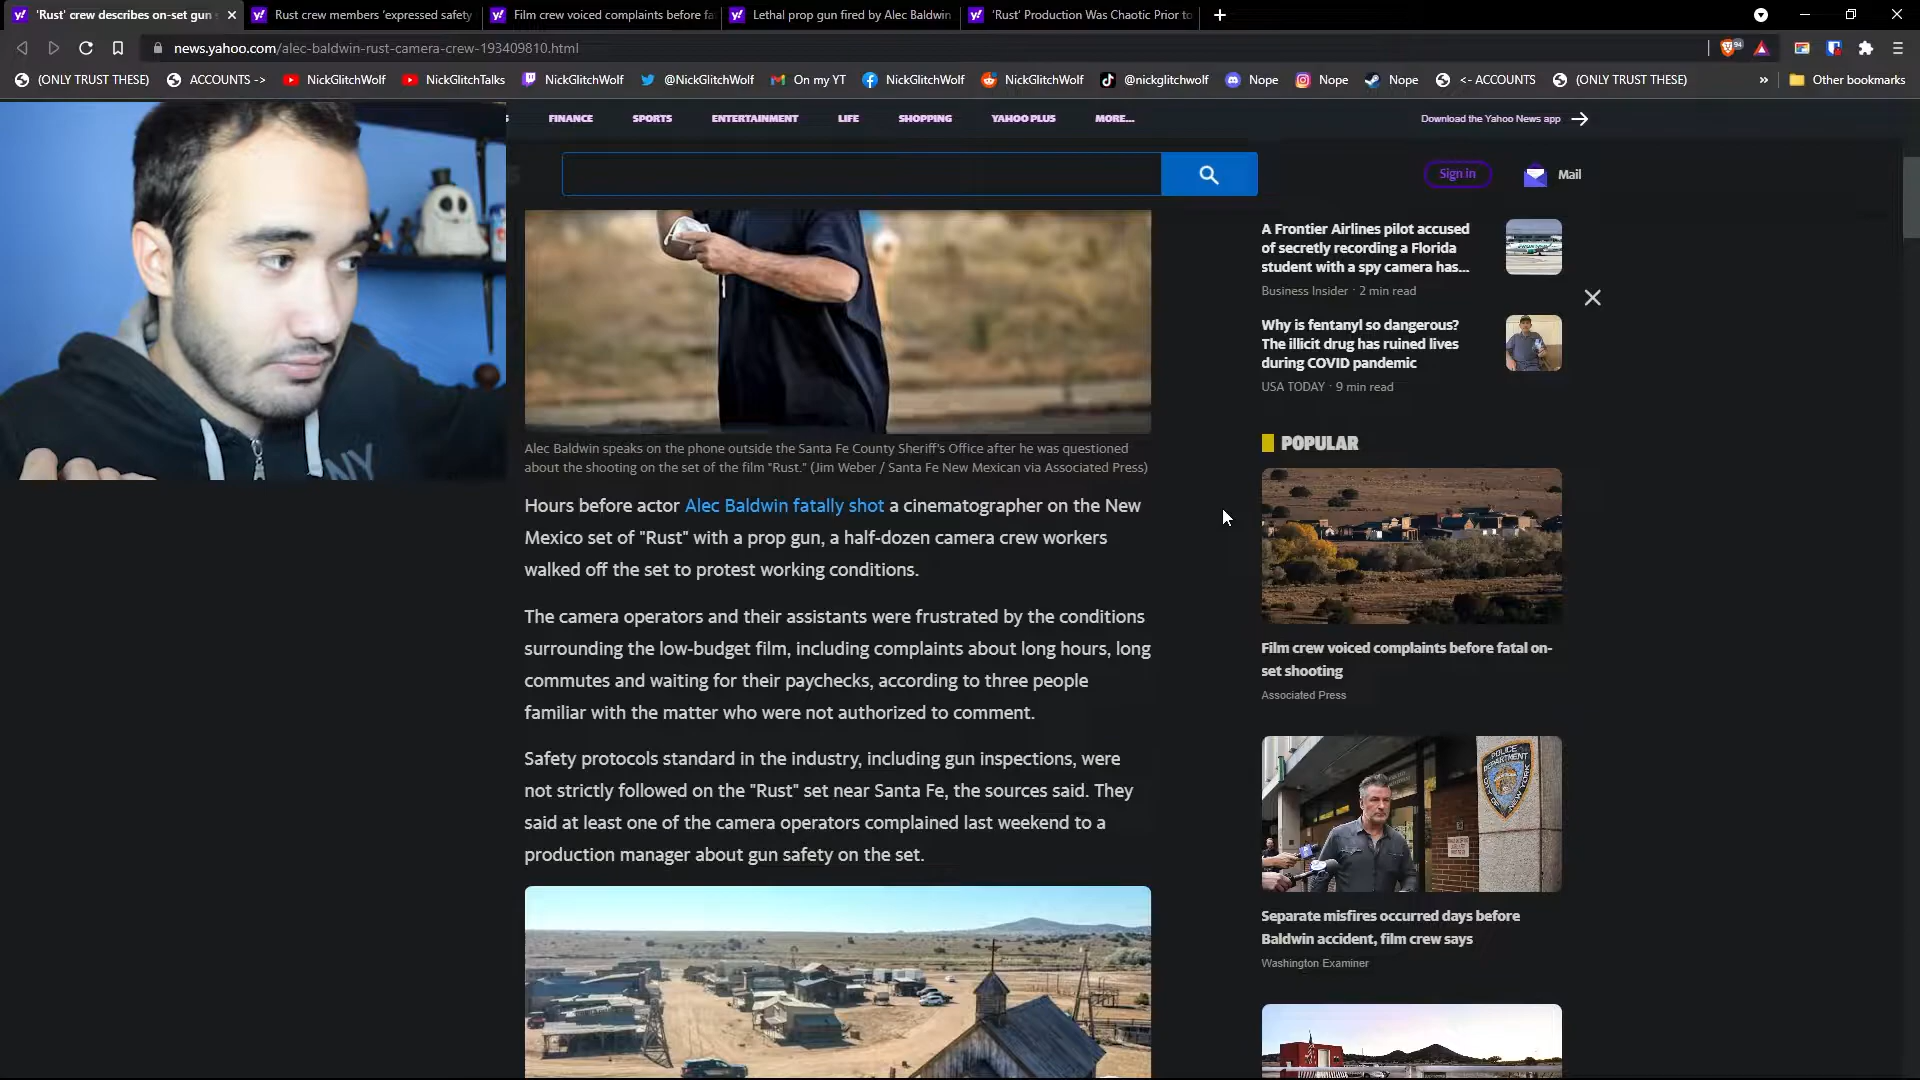 'Rust' crew describes on-set gun
Rust crew members 'expressed safety
Film crew voiced complaints before fa
Lethal prop gun fired by Alec Baldwin
'Rust' Production Was Chaotic Prior to
news.yahoo.com/alec-baldwin-rust-camera-crew-193409810.html
94
(ONLY TRUST THESE)
ACCOUNTS ->
NickGlitchWolf
NickGlitchTalks
NickGlitchWolf
@NickGlitchWolf
On my YT
NickGlitchWolf
NickGlitchWolf
@nickglitchwolf
Nope
Nope
Nope
<- ACCOUNTS
(ONLY TRUST THESE)
»
Other bookmarks
FINANCE
SPORTS
ENTERTAINMENT
LIFE
SHOPPING
YAHOO PLUS
MORE...
Download the Yahoo News app
Sign in
Mail
Alec Baldwin speaks on the phone outside the Santa Fe County Sheriff's Office after he was questioned
about the shooting on the set of the film "Rust." (Jim Weber / Santa Fe New Mexican via Associated Press)
Hours before actor Alec Baldwin fatally shot a cinematographer on the New
Mexico set of "Rust" with a prop gun, a half-dozen camera crew workers
walked off the set to protest working conditions.
The camera operators and their assistants were frustrated by the conditions
surrounding the low-budget film, including complaints about long hours, long
commutes and waiting for their paychecks, according to three people
familiar with the matter who were not authorized to comment.
Safety protocols standard in the industry, including gun inspections, were
not strictly followed on the "Rust" set near Santa Fe, the sources said. They
said at least one of the camera operators complained last weekend to a
production manager about gun safety on the set.
A Frontier Airlines pilot accused
of secretly recording a Florida
student with a spy camera has...
Business Insider · 2 min read
Why is fentanyl so dangerous?
The illicit drug has ruined lives
during COVID pandemic
USA TODAY · 9 min read
POPULAR
Film crew voiced complaints before fatal on-
set shooting
Associated Press
POLICE
DEPARTMENT
CITY OF
NEW YORK
Separate misfires occurred days before
Baldwin accident, film crew says
Washington Examiner
NY